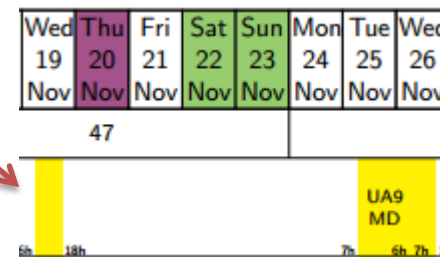 Wed Thu Fri Sat Sun Mon Tue Wed
19 20 21 22 23 24 25 26
Nov Nov Nov Nov Nov Nov Nov Nov
47
UA9
MD
6h 18h 7h 6h 7h